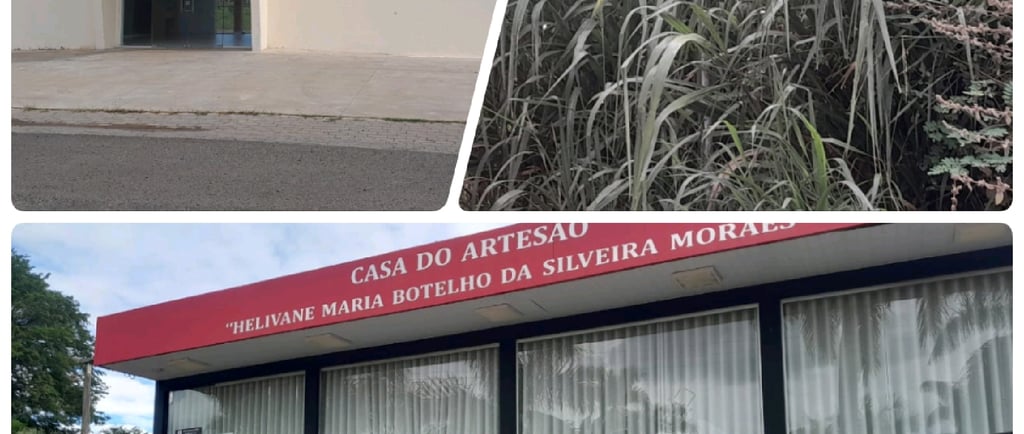 CASA DO ARTESÃO
“HELIVANE MARIA BOTELHO DA SILVEIRA MORAES